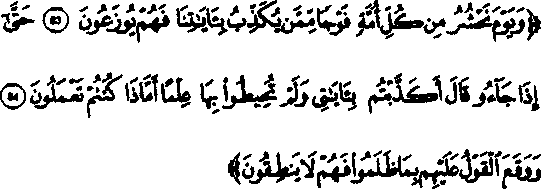 ﴿وَيَوْمَ نَحْشُرُ مِن كُلِّ أُمَّةٍ فَوْجًا مِّمَّن يُكَذِّبُ بِـَٔايَٰتِنَا فَهُمْ يُوزَعُونَ ۝٨٣ حَتَّىٰٓ
إِذَا جَآءُو قَالَ أَكَذَّبْتُم بِـَٔايَٰتِى وَلَمْ تُحِيطُوا۟ بِهَا عِلْمًا أَمَّاذَا كُنتُمْ تَعْمَلُونَ ۝٨٤
وَوَقَعَ ٱلْقَوْلُ عَلَيْهِم بِمَا ظَلَمُوا۟ فَهُمْ لَا يَنطِقُونَ﴾